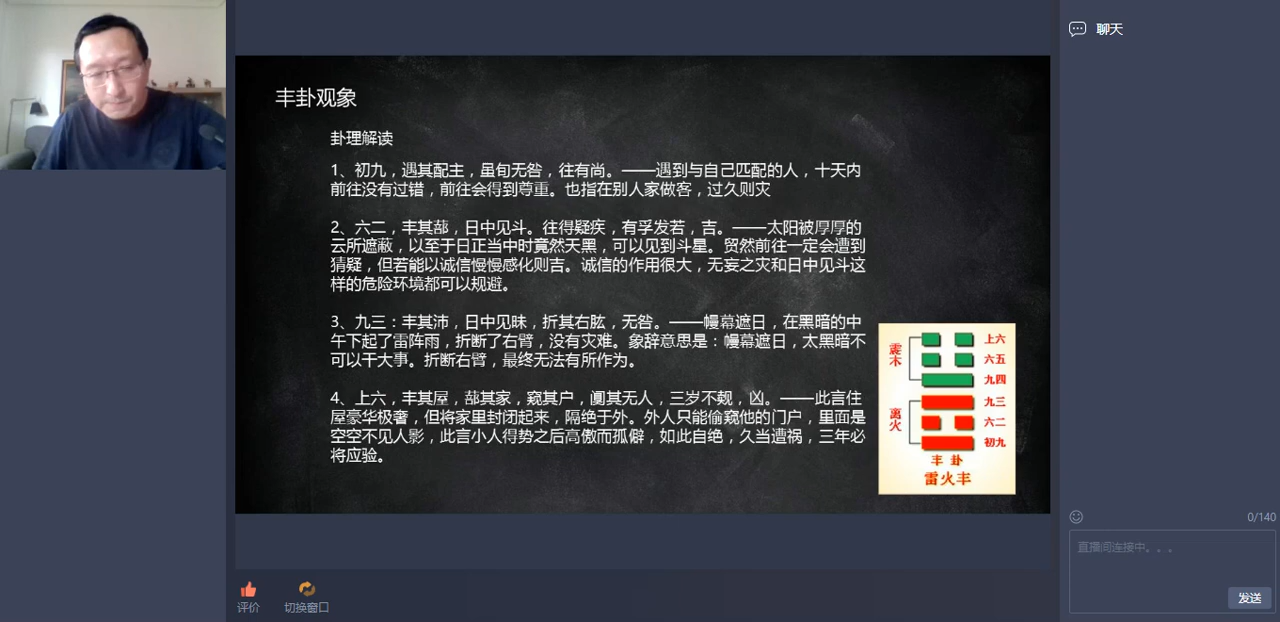 聊天
丰卦观象
卦理解读
1、初九，遇其配主，虽旬无咎，往有尚。——遇到与自己匹配的人，十天内
前往没有过错，前往会得到尊重。也指在别人家做客，过久则灾
2、六二，丰其蔀，日中见斗。往得疑疾，有孚发若，吉。——太阳被厚厚的
云所遮蔽，以至于日正当中时竟然天黑，可以见到斗星。贸然前往一定会遭到
猜疑，但若能以诚信慢慢感化则吉。诚信的作用很大，无妄之灾和日中见斗这
样的危险环境都可以规避。
3、九三：丰其沛，日中见昧，折其右肱，无咎。——幔幕遮日，在黑暗的中
午下起了雷阵雨，折断了右臂，没有灾难。象辞意思是：幔幕遮日，太黑暗不
可以干大事。折断右臂，最终无法有所作为。
4、上六，丰其屋，蔀其家，窥其户，阒其无人，三岁不觌，凶。——此言住
屋豪华极奢，但将家里封闭起来，隔绝于外。外人只能偷窥他的门户，里面是
空空不见人影，此言小人得势之后高傲而孤僻，如此自绝，久当遭祸，三年必
将应验。
震木
上六
六五
九四
离火
九三
六二
初九
丰 卦
雷火丰
0/140
直播间连接中。。。
发送
评价
切换窗口